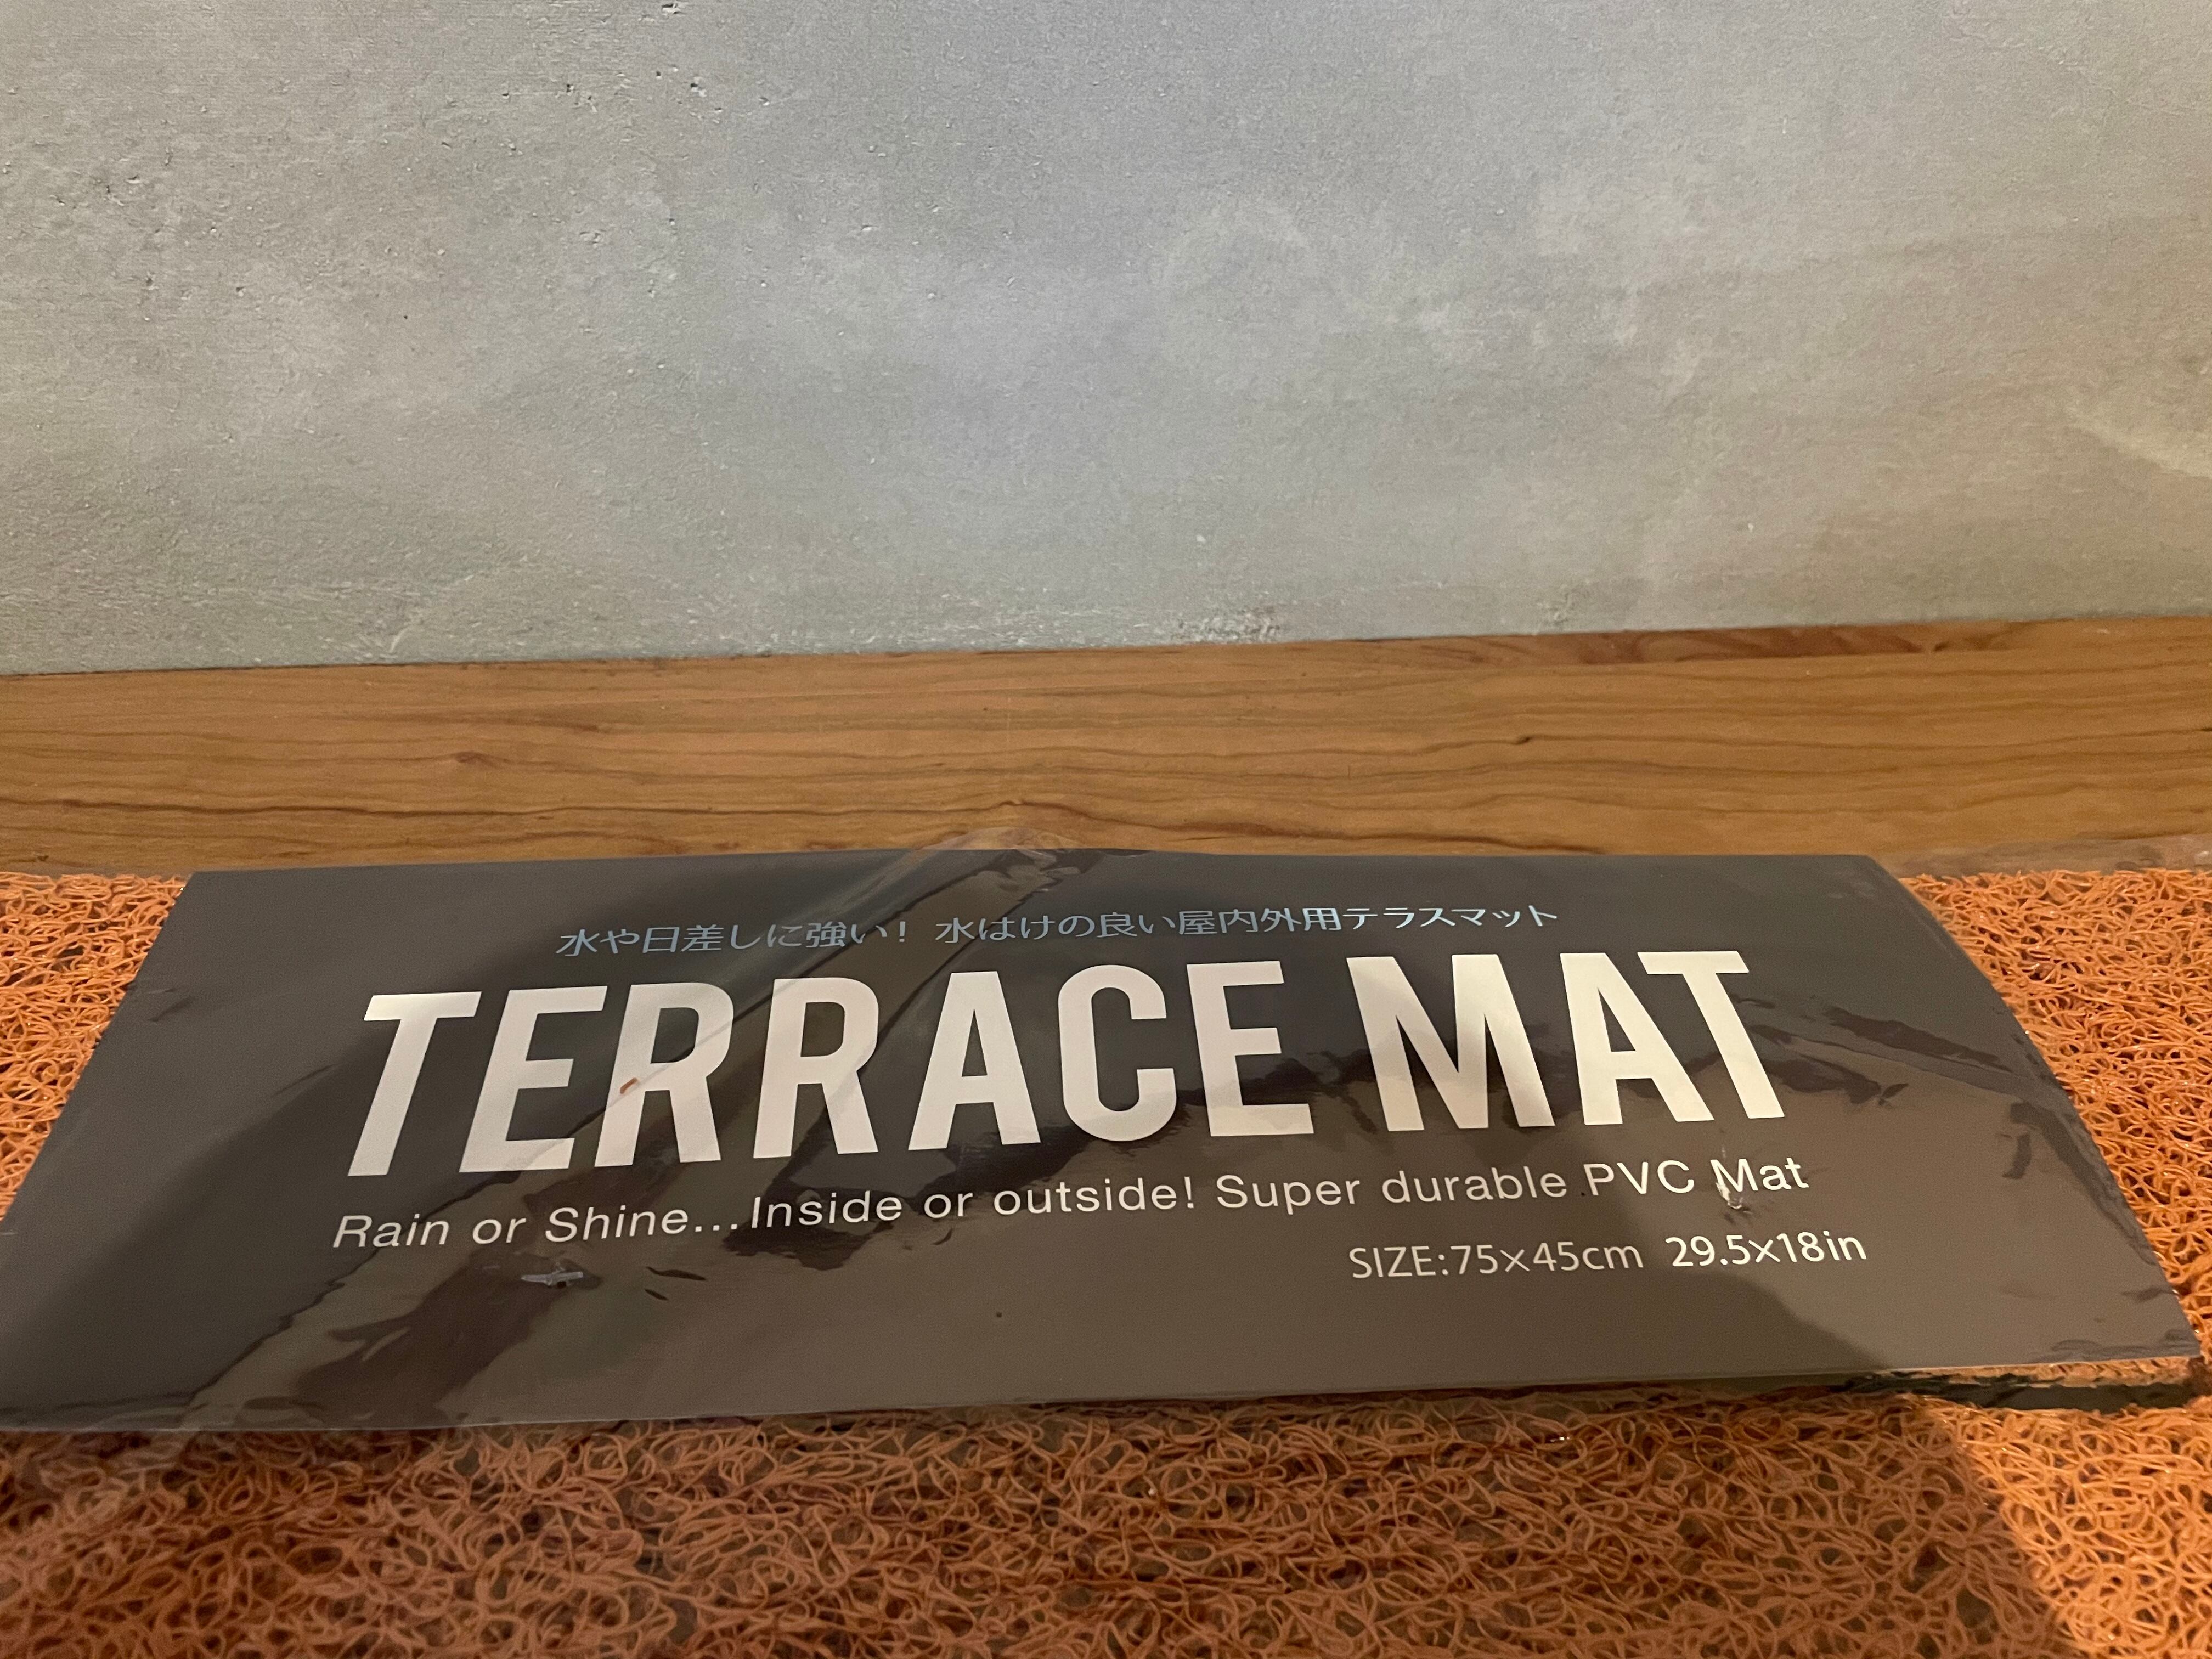 水や日差しに強い！ 水はけの良い屋内外用テラスマット
TERRACE MAT
Rain or Shine...Inside or outside! Super durable PVC Mat
SIZE:75×45cm 29.5×18in